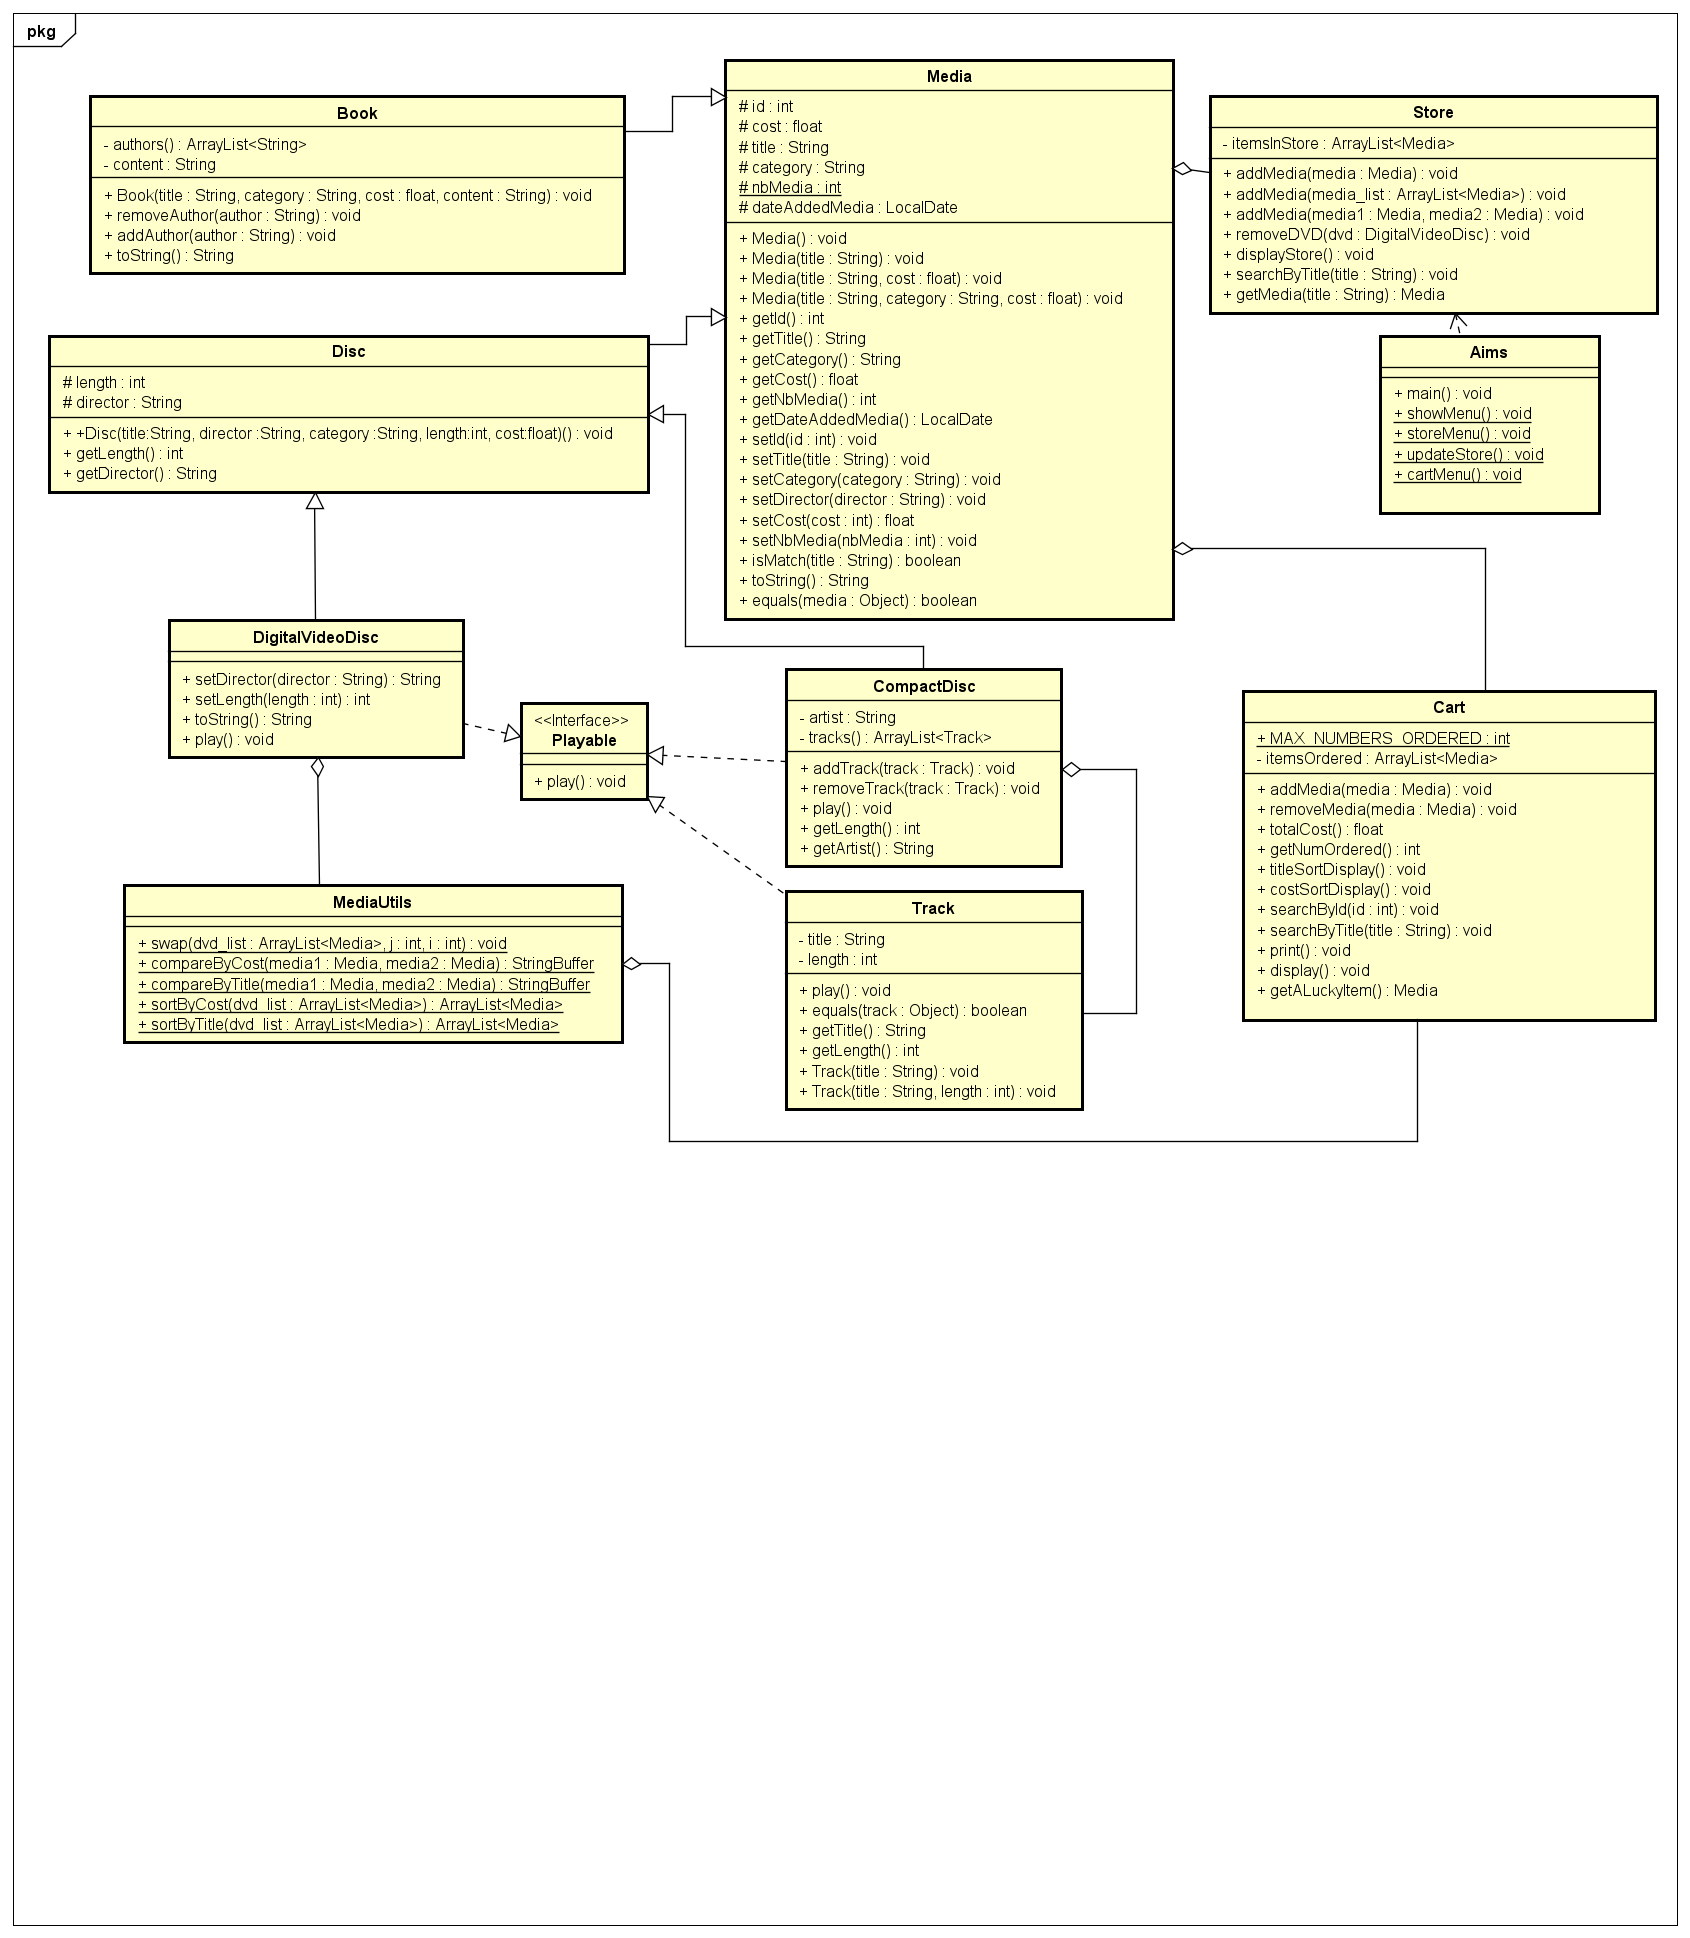 pkg
Book
- authors() : ArrayList<String>
- content : String
+ Book(title : String, category : String, cost : float, content : String) : void
+ removeAuthor(author : String) : void
+ addAuthor(author : String) : void
+ toString() : String
Media
# id : int
# cost : float
# title : String
# category : String
# nbMedia : int
# dateAddedMedia : LocalDate
+ Media() : void
+ Media(title : String) : void
+ Media(title : String, cost : float) : void
+ Media(title : String, category : String, cost : float) : void
+ getId() : int
+ getTitle() : String
+ getCategory() : String
+ getCost() : float
+ getNbMedia() : int
+ getDateAddedMedia() : LocalDate
+ setId(id : int) : void
+ setTitle(title : String) : void
+ setCategory(category : String) : void
+ setDirector(director : String) : void
+ setCost(cost : int) : float
+ setNbMedia(nbMedia : int) : void
+ isMatch(title : String) : boolean
+ toString() : String
+ equals(media : Object) : boolean
Store
- itemsInStore : ArrayList<Media>
+ addMedia(media : Media) : void
+ addMedia(media_list : ArrayList<Media>) : void
+ addMedia(media1 : Media, media2 : Media) : void
+ removeDVD(dvd : DigitalVideoDisc) : void
+ displayStore() : void
+ searchByTitle(title : String) : void
+ getMedia(title : String) : Media
Disc
# length : int
# director : String
+ +Disc(title:String, director :String, category :String, length:int, cost:float)() : void
+ getLength() : int
+ getDirector() : String
Aims
+ main() : void
+ showMenu() : void
+ storeMenu() : void
+ updateStore() : void
+ cartMenu() : void
DigitalVideoDisc
+ setDirector(director : String) : String
+ setLength(length : int) : int
+ toString() : String
+ play() : void
<<Interface>>
Playable
+ play() : void
CompactDisc
- artist : String
- tracks() : ArrayList<Track>
+ addTrack(track : Track) : void
+ removeTrack(track : Track) : void
+ play() : void
+ getLength() : int
+ getArtist() : String
Cart
+ MAX_NUMBERS_ORDERED : int
- itemsOrdered : ArrayList<Media>
+ addMedia(media : Media) : void
+ removeMedia(media : Media) : void
+ totalCost() : float
+ getNumOrdered() : int
+ titleSortDisplay() : void
+ costSortDisplay() : void
+ searchById(id : int) : void
+ searchByTitle(title : String) : void
+ print() : void
+ display() : void
+ getALuckyItem() : Media
MediaUtils
+ swap(dvd_list : ArrayList<Media>, j : int, i : int) : void
+ compareByCost(media1 : Media, media2 : Media) : StringBuffer
+ compareByTitle(media1 : Media, media2 : Media) : StringBuffer
+ sortByCost(dvd_list : ArrayList<Media>) : ArrayList<Media>
+ sortByTitle(dvd_list : ArrayList<Media>) : ArrayList<Media>
Track
- title : String
- length : int
+ play() : void
+ equals(track : Object) : boolean
+ getTitle() : String
+ getLength() : int
+ Track(title : String) : void
+ Track(title : String, length : int) : void